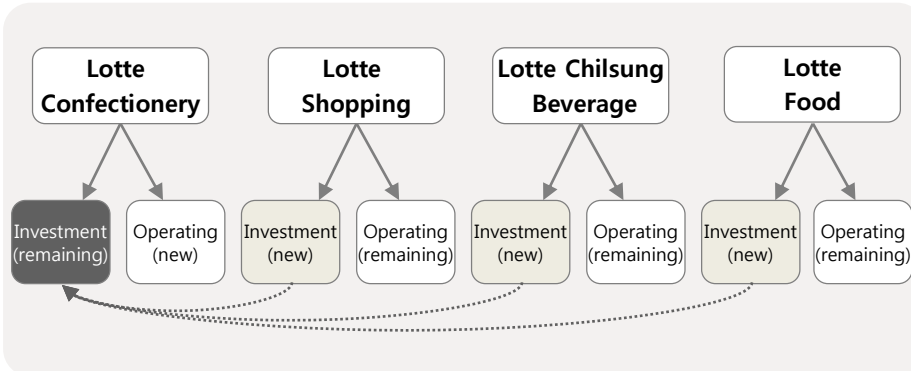 Lotte
Confectionery
Lotte
Shopping
Lotte Chilsung
Beverage
Lotte
Food
Investment
(remaining)
Operating
(new)
Investment
(new)
Operating
(remaining)
Investment
(new)
Operating
(remaining)
Investment
(new)
Operating
(remaining)